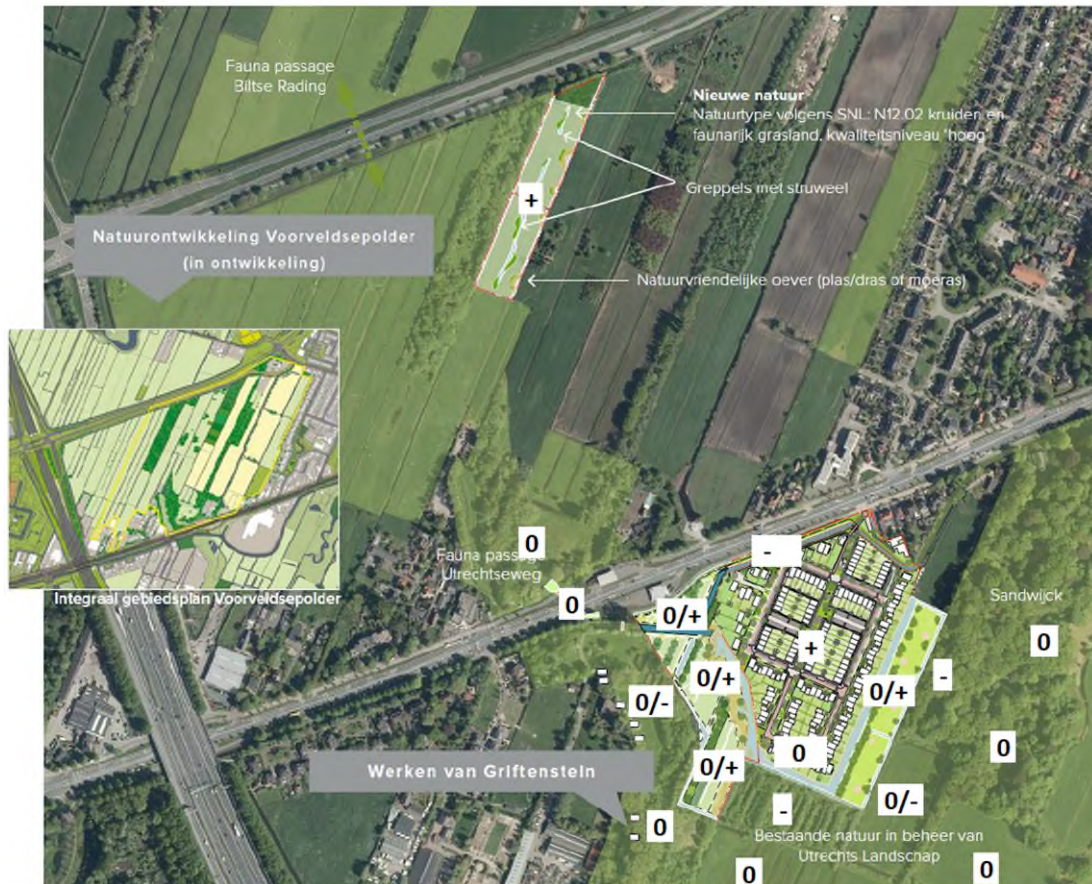 Fauna passage
Biltse Rading
Nieuwe natuur
Natuurtype volgens SNL: N12.02 kruiden en
faunarijk grasland, kwaliteitsniveau "hoog
Greppels met struweel
+
Natuurontwikkeling Voorveldsepolder
(in ontwikkeling)
Natuurvriendelijke oever (plas/dras of moeras)
Integraal gebiedsplan Voorveldsepolder
0
Fauna passage
Utrechtseweg
-
0
0/+
Sandwijck
0
+
0/+
0/+
-
0/-
0
0
Werken van Griftenstein
0/+
0/-
-
0
Bestaande natuur in beheer van
Utrechts Landschap
0
0